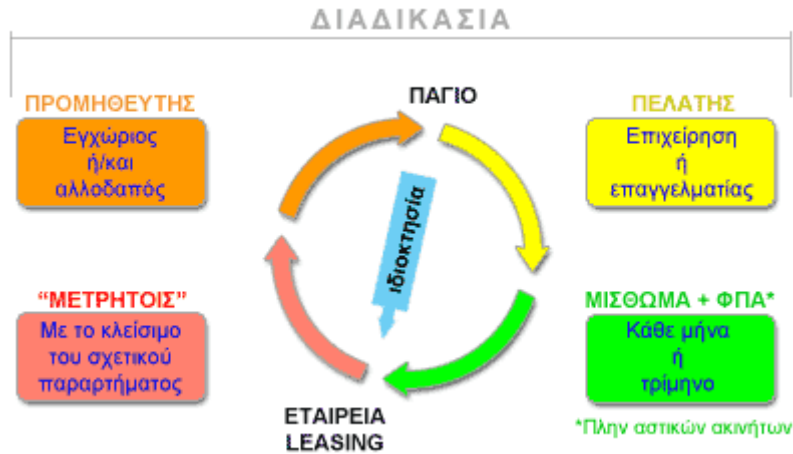 ΔΙΑΔΙΚΑΣΙΑ
ΠΡΟΜΗΘΕΥΤΗΣ
Εγχώριος
ή/και
αλλοδαπός
ΠΑΓΙΟ
ΠΕΛΑΤΗΣ
Επιχείρηση
ή
επαγγελματίας
ιδιοκτησία
“ΜΕΤΡΗΤΟΙΣ”
Με το κλείσιμο
του σχετικού
παραρτήματος
ΜΙΣΘΩΜΑ + ΦΠΑ*
Κάθε μήνα
ή
τρίμηνο
ΕΤΑΙΡΕΙΑ
LEASING
*Πλην αστικών ακινήτων